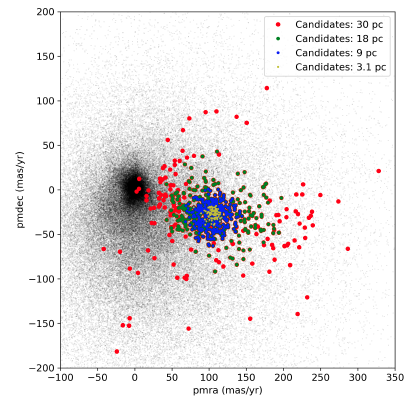 200
150
100
50
0
−50
−100
−150
−200
pmdec (mas/yr)
Candidates: 30 pc
Candidates: 18 pc
Candidates: 9 pc
Candidates: 3.1 pc
−100 −50 0 50 100 150 200 250 300 350
pmra (mas/yr)